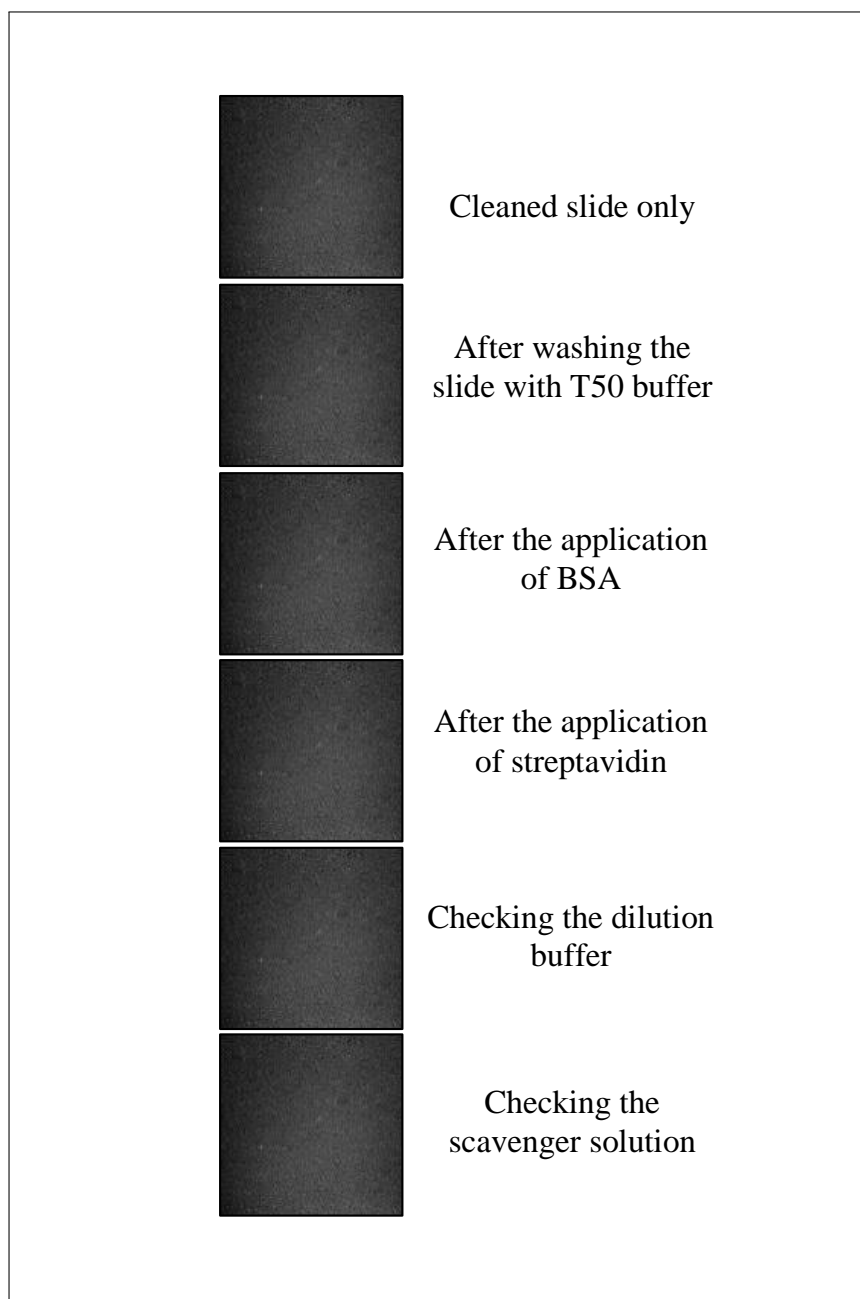 Cleaned slide only
After washing the
slide with T50 buffer
After the application
of BSA
After the application
of streptavidin
Checking the dilution
buffer
Checking the
scavenger solution